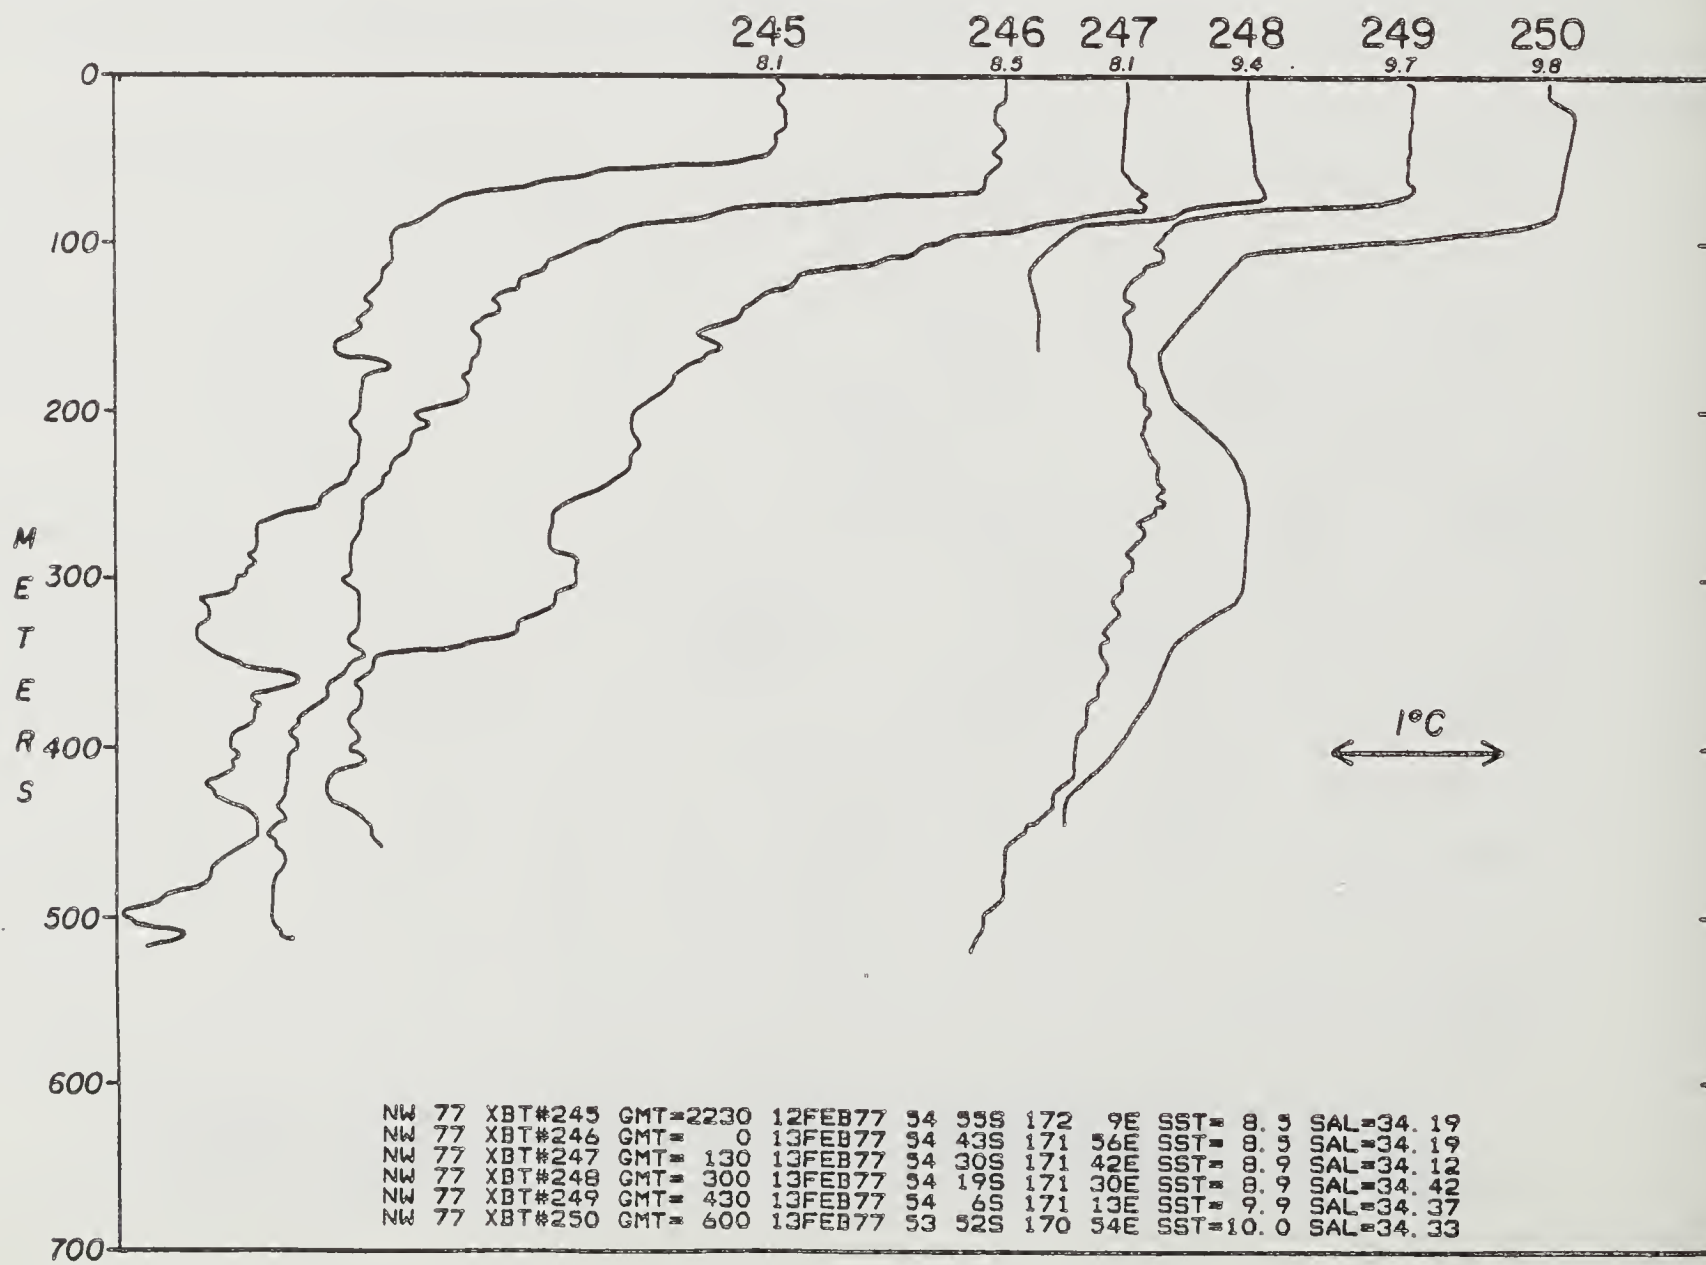 245 246 247 248 249 250
8.1 8.5 8.1 9.4 9.7 9.8
0
100
200
300
400
500
600
700
METERS
1°C
NW 77 XBT#245 GMT=2230 12FEB77 54 55S 172 9E SST= 8.5 SAL=34.19
NW 77 XBT#246 GMT= 0 13FEB77 54 43S 171 56E SST= 8.5 SAL=34.19
NW 77 XBT#247 GMT= 130 13FEB77 54 30S 171 42E SST= 8.9 SAL=34.12
NW 77 XBT#248 GMT= 300 13FEB77 54 19S 171 30E SST= 8.9 SAL=34.42
NW 77 XBT#249 GMT= 430 13FEB77 54 6S 171 13E SST= 9.9 SAL=34.37
NW 77 XBT#250 GMT= 600 13FEB77 53 52S 170 54E SST=10.0 SAL=34.33